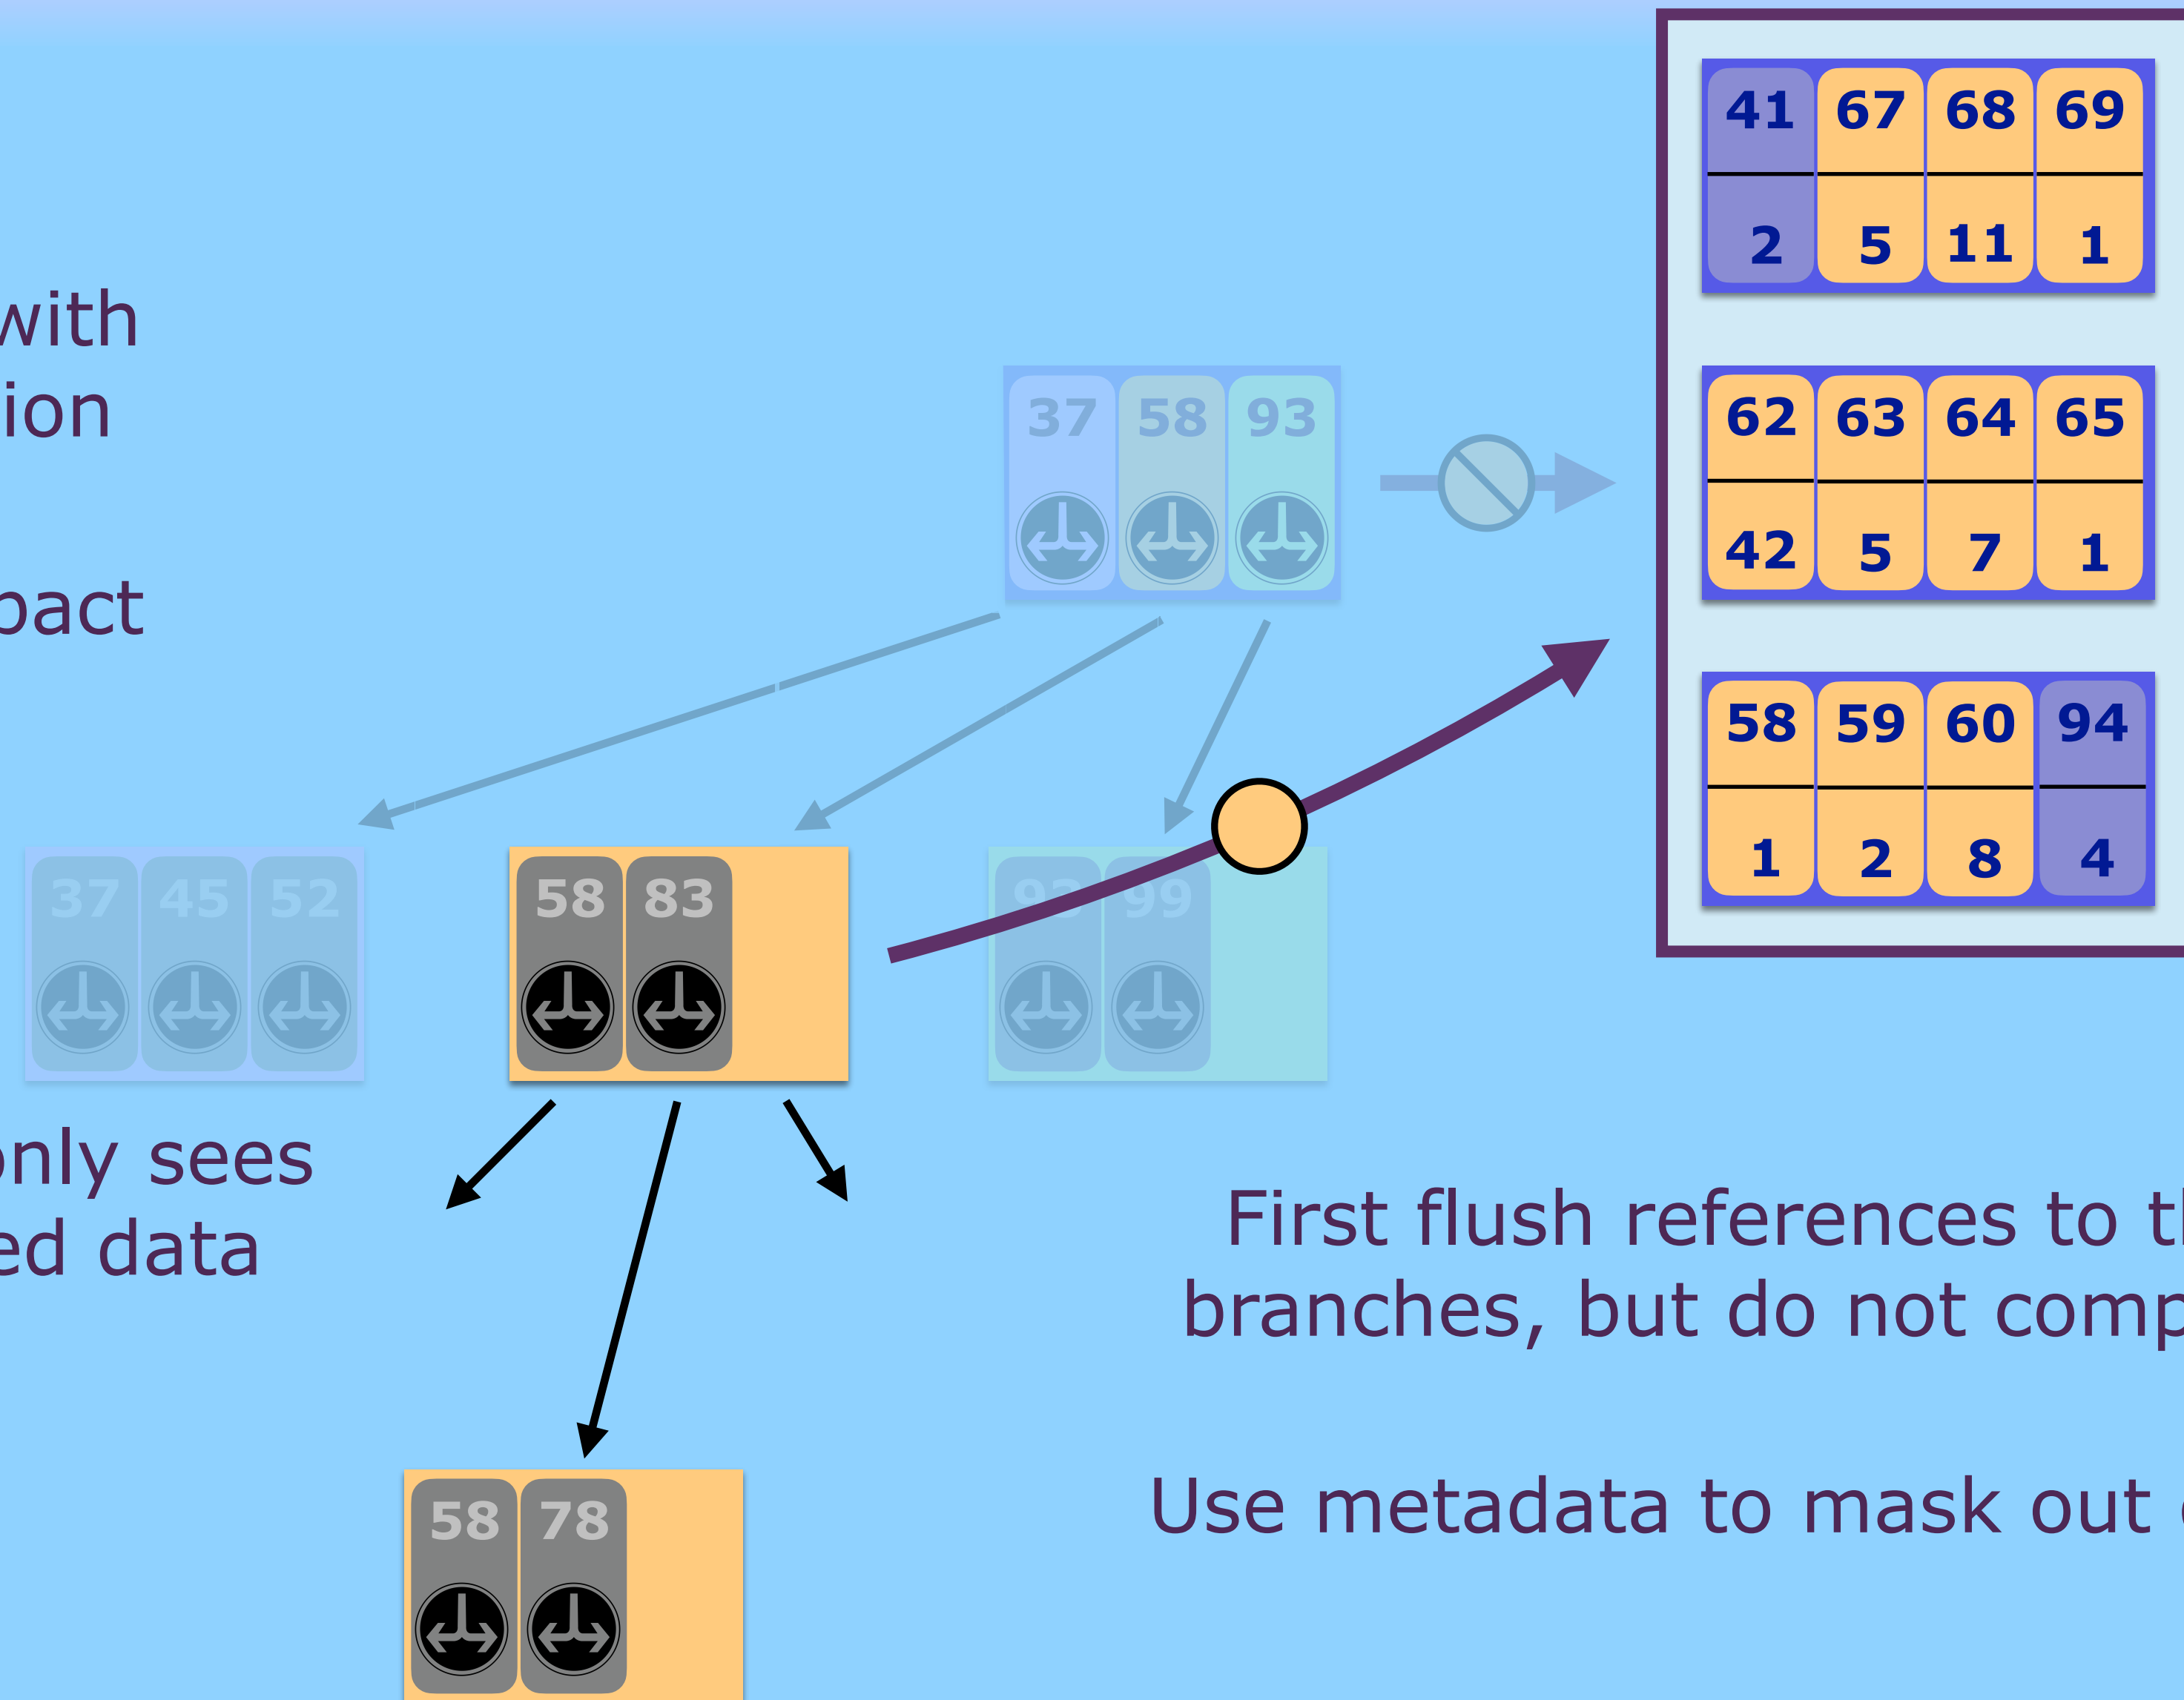 with
ion
pact
only sees
ed data
37 58 93
37 45 52
58 83
93 99
58 78
41 67 68 69
2 5 11 1
62 63 64 65
42 5 7 1
58 59 60 94
1 2 8 4
First flush references to t
branches, but do not comp
Use metadata to mask out